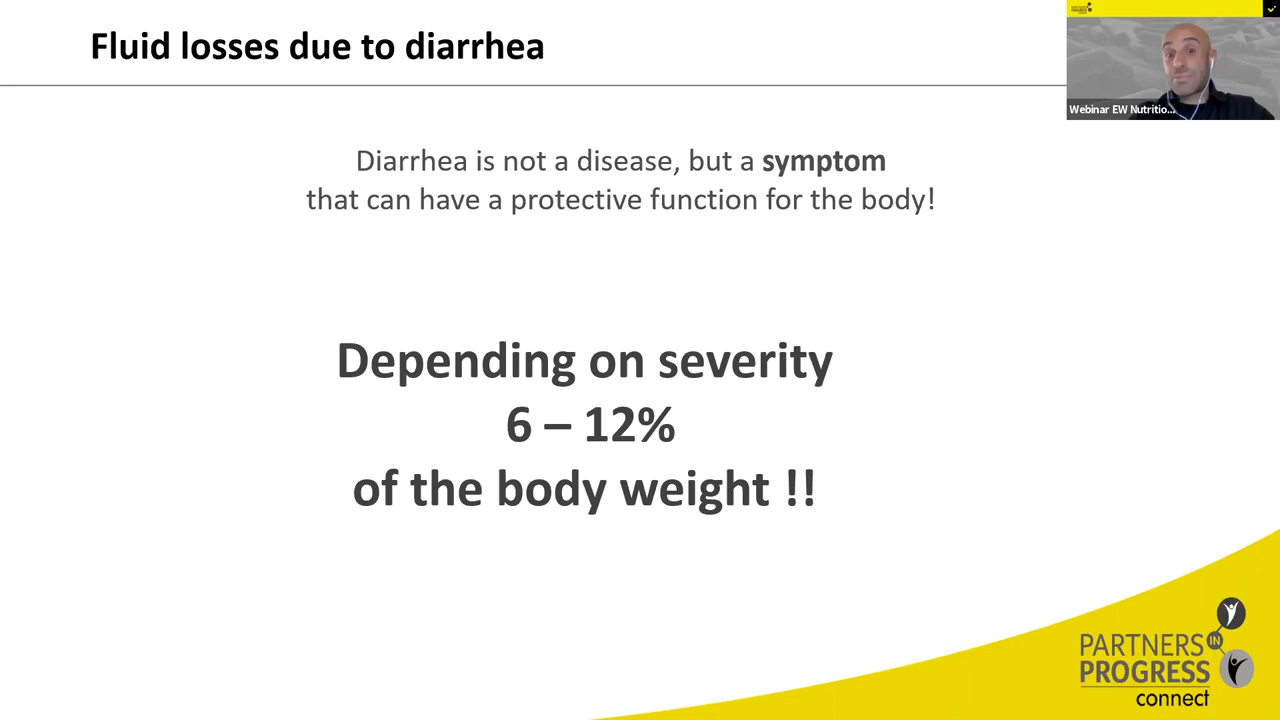 Fluid losses due to diarrhea
Webinar EW Nutritio...
Diarrhea is not a disease, but a symptom
that can have a protective function for the body!
Depending on severity
6 – 12%
of the body weight !!
PARTNERS
IN
PROGRESS
connect